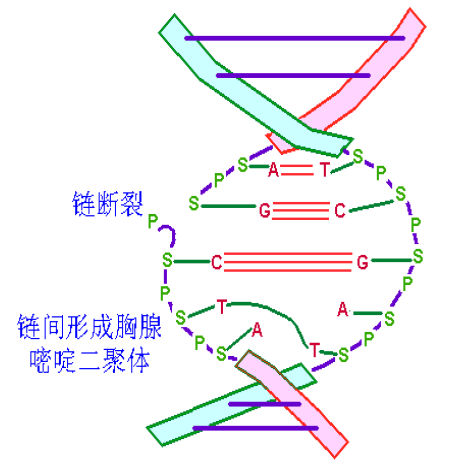 S A T S
P P
S G C S
链断裂 P P
S C G S
P P
链间形成胸腺
嘧啶二聚体
S T A S
P A P
S T S